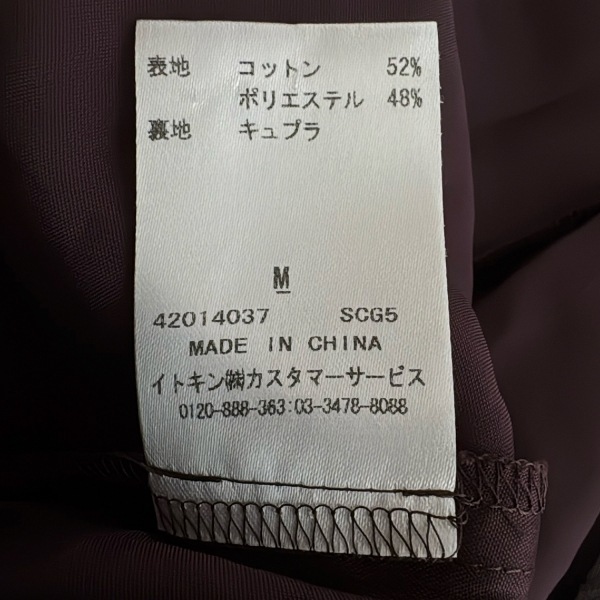 表地 コットン 52%
ポリエステル 48%
裏地 キュプラ
M
42014037 SCG5
MADE IN CHINA
イトキン㈱カスタマーサービス
0120-888-363:03-3478-8088